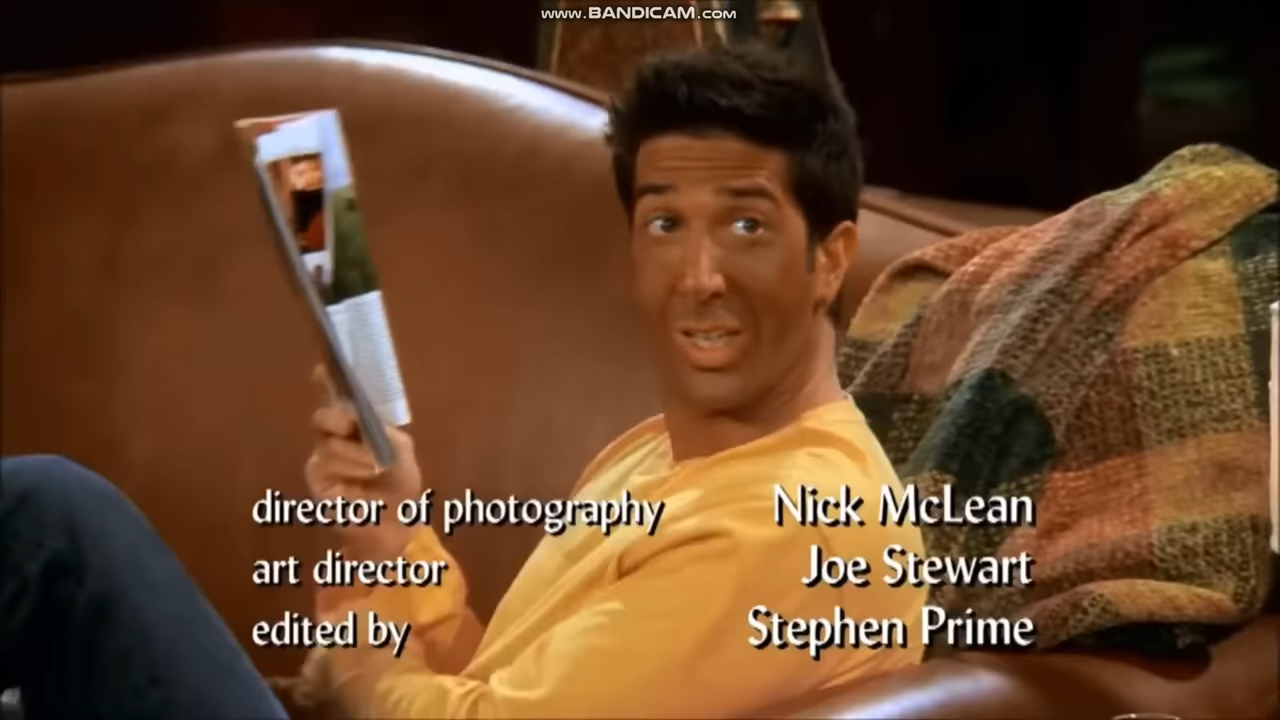 www.BANDICAM.com
director of photography Nick McLean
art director Joe Stewart
edited by Stephen Prime